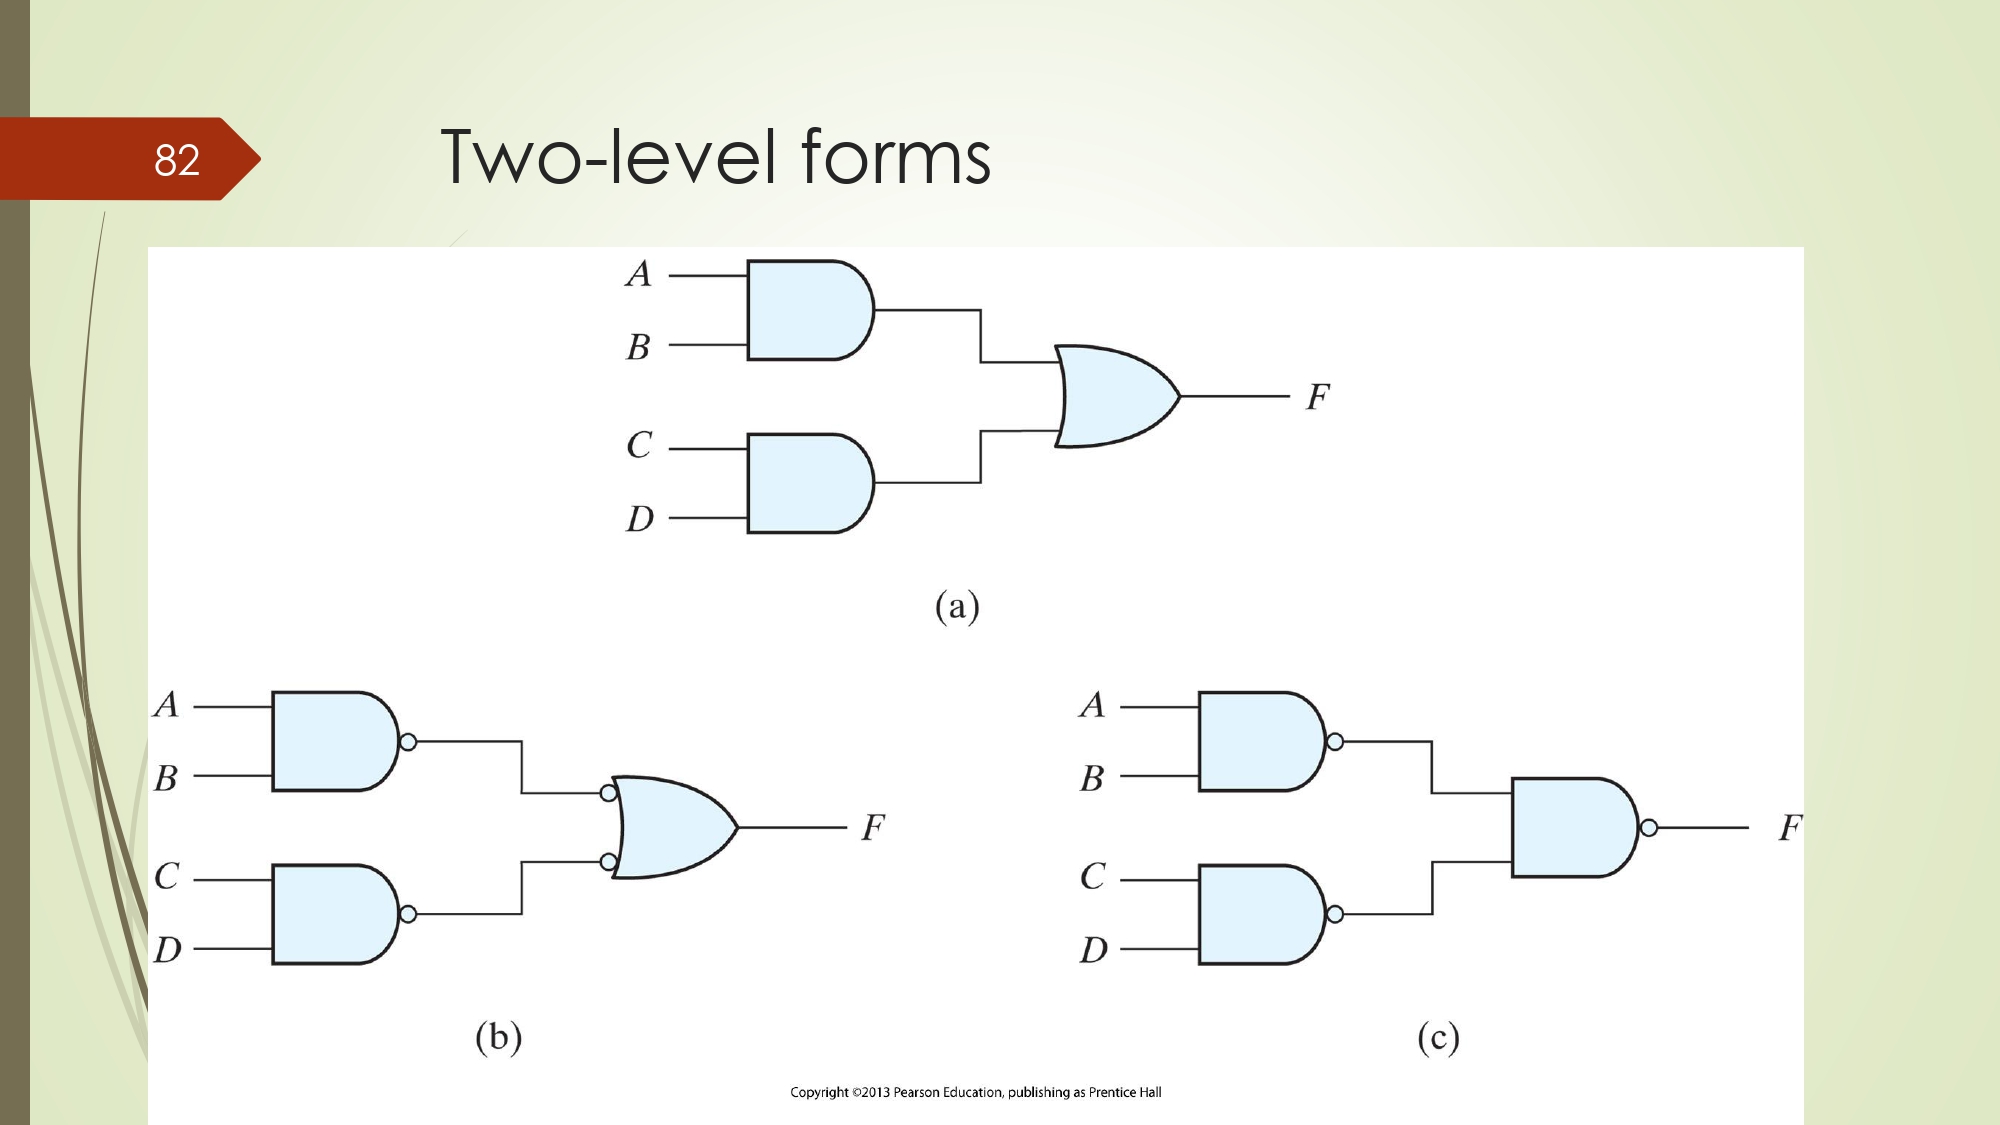 82
Two-level forms
A
B
C
D
F
(a)
A
B
C
D
F
(b)
A
B
C
D
F
(c)
Copyright ©2013 Pearson Education, publishing as Prentice Hall